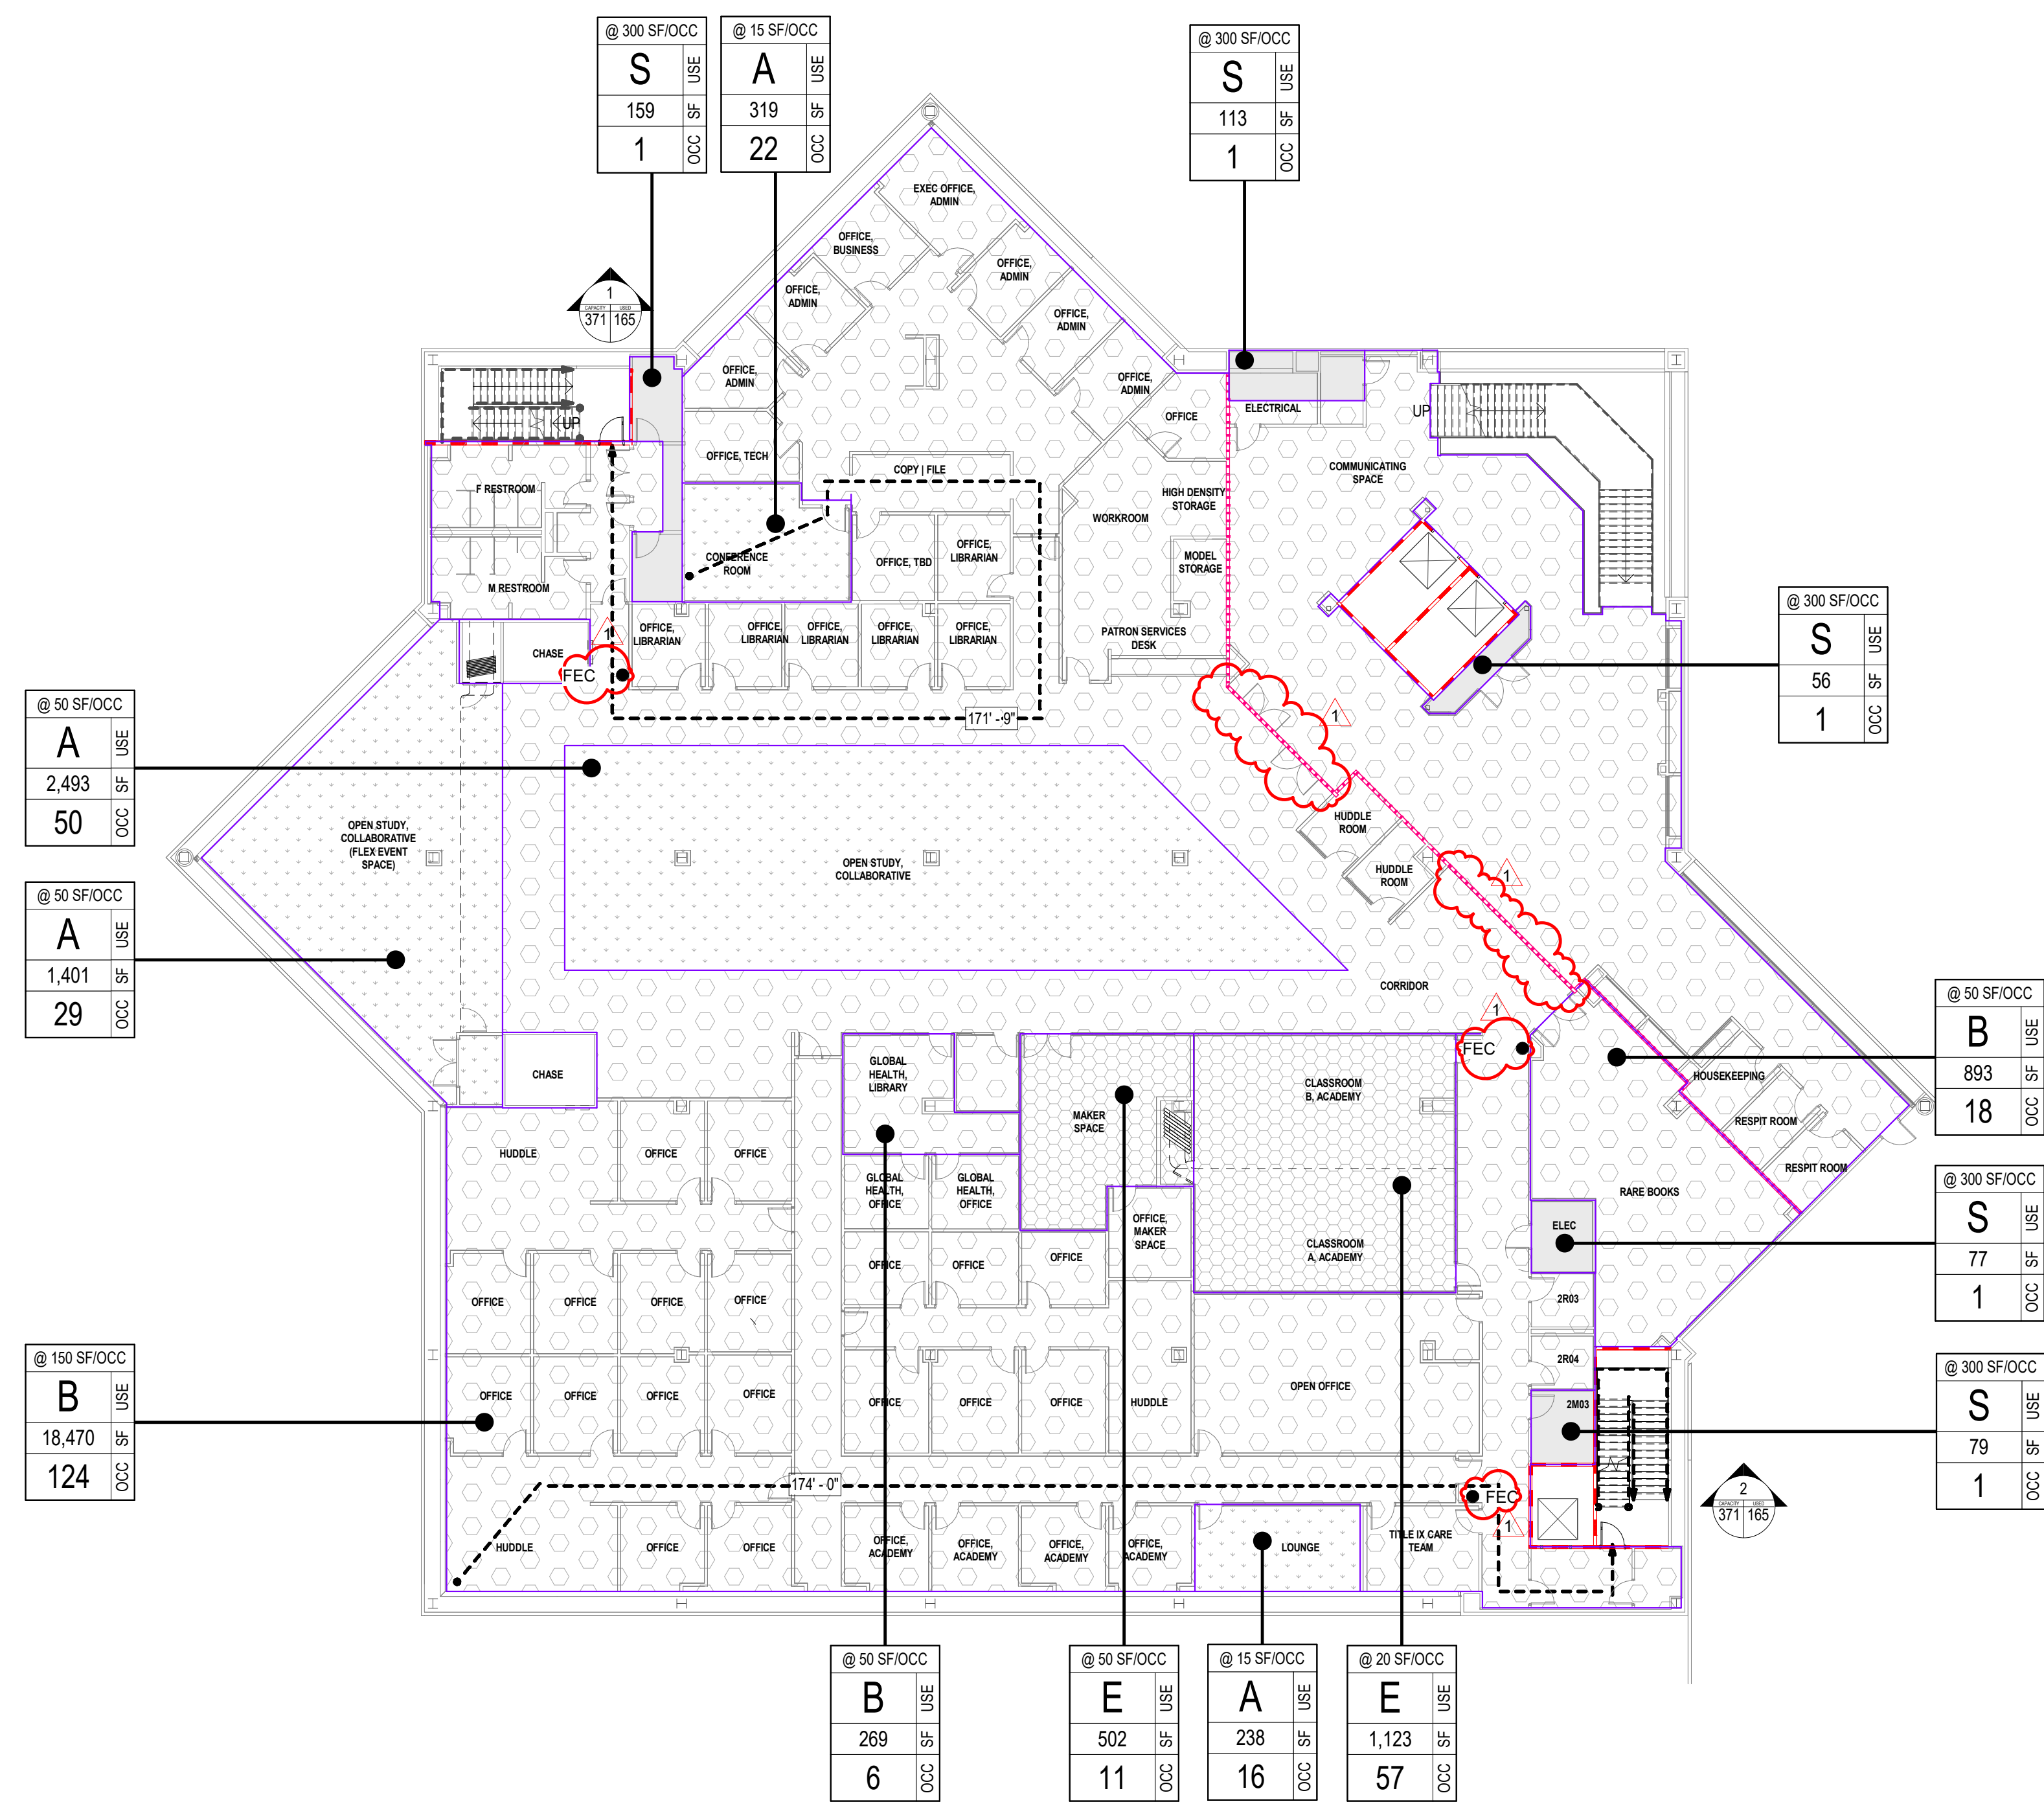 @ 300 SF/OCC
S USE
159 SF
1 OCC
@ 15 SF/OCC
A USE
319 SF
22 OCC
@ 300 SF/OCC
S USE
113 SF
1 OCC
EXEC OFFICE,
ADMIN
OFFICE,
BUSINESS
OFFICE,
ADMIN
OFFICE,
ADMIN
1
CAPACITY USED
371 165
OFFICE,
ADMIN
OFFICE,
ADMIN
OFFICE,
ADMIN
OFFICE
ELECTRICAL
UP
UP
OFFICE, TECH
COPY | FILE
COMMUNICATING
SPACE
F RESTROOM
HIGH DENSITY
STORAGE
WORKROOM
CONFERENCE
ROOM
OFFICE, TBD
OFFICE,
LIBRARIAN
MODEL
STORAGE
M RESTROOM
@ 300 SF/OCC
S USE
56 SF
1 OCC
1
OFFICE,
LIBRARIAN
OFFICE,
LIBRARIAN
OFFICE,
LIBRARIAN
OFFICE,
LIBRARIAN
OFFICE,
LIBRARIAN
PATRON SERVICES
DESK
CHASE
FEC
@ 50 SF/OCC
A USE
2,493 SF
50 OCC
171' - 9"
1
OPEN STUDY,
COLLABORATIVE
(FLEX EVENT
SPACE)
HUDDLE
ROOM
OPEN STUDY,
COLLABORATIVE
HUDDLE
ROOM
1
@ 50 SF/OCC
A USE
1,401 SF
29 OCC
CORRIDOR
1
@ 50 SF/OCC
B USE
893 SF
18 OCC
FEC
CHASE
GLOBAL
HEALTH,
LIBRARY
MAKER
SPACE
CLASSROOM
B, ACADEMY
HOUSEKEEPING
RESPIT ROOM
RESPIT ROOM
HUDDLE
OFFICE
OFFICE
GLOBAL
HEALTH,
OFFICE
GLOBAL
HEALTH,
OFFICE
RARE BOOKS
@ 300 SF/OCC
S USE
77 SF
1 OCC
OFFICE,
MAKER
SPACE
ELEC
CLASSROOM
A, ACADEMY
OFFICE
OFFICE
OFFICE
OFFICE
OFFICE
OFFICE
OFFICE
2R03
@ 150 SF/OCC
B USE
18,470 SF
124 OCC
2R04
@ 300 SF/OCC
S USE
79 SF
1 OCC
OFFICE
OFFICE
OFFICE
OFFICE
OFFICE
OFFICE
OFFICE
HUDDLE
OPEN OFFICE
2M03
174' - 0"
FEC
1
2
CAPACITY USED
371 165
HUDDLE
OFFICE
OFFICE
OFFICE,
ACADEMY
OFFICE,
ACADEMY
OFFICE,
ACADEMY
OFFICE,
ACADEMY
LOUNGE
TITLE IX CARE
TEAM
@ 50 SF/OCC
B USE
269 SF
6 OCC
@ 50 SF/OCC
E USE
502 SF
11 OCC
@ 15 SF/OCC
A USE
238 SF
16 OCC
@ 20 SF/OCC
E USE
1,123 SF
57 OCC